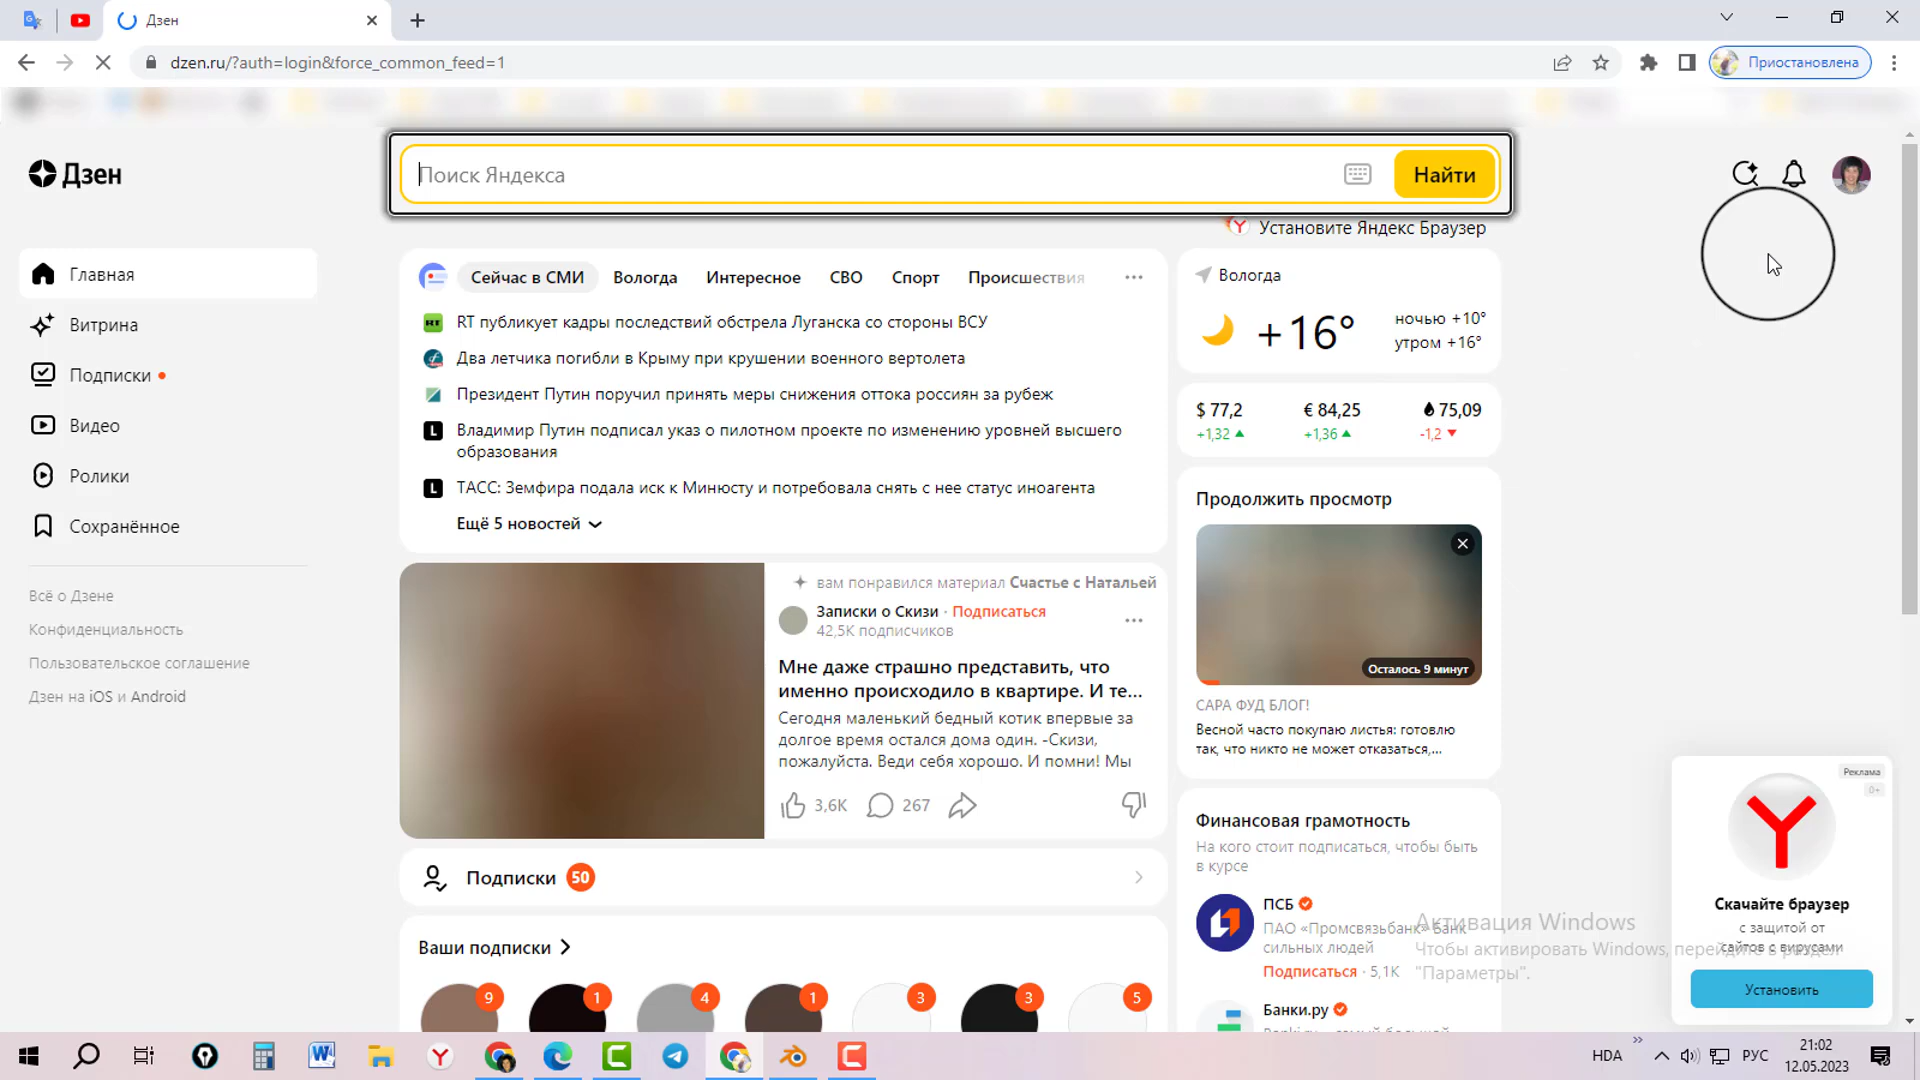 Дзен
dzen.ru/?auth=login&force_common_feed=1
Приостановлена
Дзен
Поиск Яндекса
Найти
Установите Яндекс Браузер
Главная
Витрина
Подписки
Видео
Ролики
Сохранённое
Всё о Дзене
Конфиденциальность
Пользовательское соглашение
Дзен на iOS и Android
Сейчас в СМИ
Вологда
Интересное
СВО
Спорт
Происшествия
RT публикует кадры последствий обстрела Луганска со стороны ВСУ
Два летчика погибли в Крыму при крушении военного вертолета
Президент Путин поручил принять меры снижения оттока россиян за рубеж
Владимир Путин подписал указ о пилотном проекте по изменению уровней высшего
образования
ТАСС: Земфира подала иск к Минюсту и потребовала снять с нее статус иноагента
Ещё 5 новостей
вам понравился материал Счастье с Натальей
Записки о Скизи · Подписаться
42,5K подписчиков
Мне даже страшно представить, что
именно происходило в квартире. И те...
Сегодня маленький бедный котик впервые за
долгое время остался дома один. -Скизи,
пожалуйста. Веди себя хорошо. И помни! Мы
3,6K
267
Подписки 50
Ваши подписки
9
1
4
1
3
3
5
Вологда
+16°
ночью +10°
утром +16°
$ 77,2
+1,32
€ 84,25
+1,36
75,09
-1,2
Продолжить просмотр
Осталось 9 минут
САРА ФУД БЛОГ!
Весной часто покупаю листья: готовлю
так, что никто не может отказаться,...
Финансовая грамотность
На кого стоит подписаться, чтобы быть
в курсе
ПСБ
ПАО «Промсвязьбанк» Банк
сильных людей
Подписаться · 5,1K
Банки.ру
Реклама
0+
Скачайте браузер
с защитой от
сайтов с вирусами
Установить
Активация Windows
Чтобы активировать Windows, перейдите в раздел
"Параметры".
HDA
РУС
21:02
12.05.2023